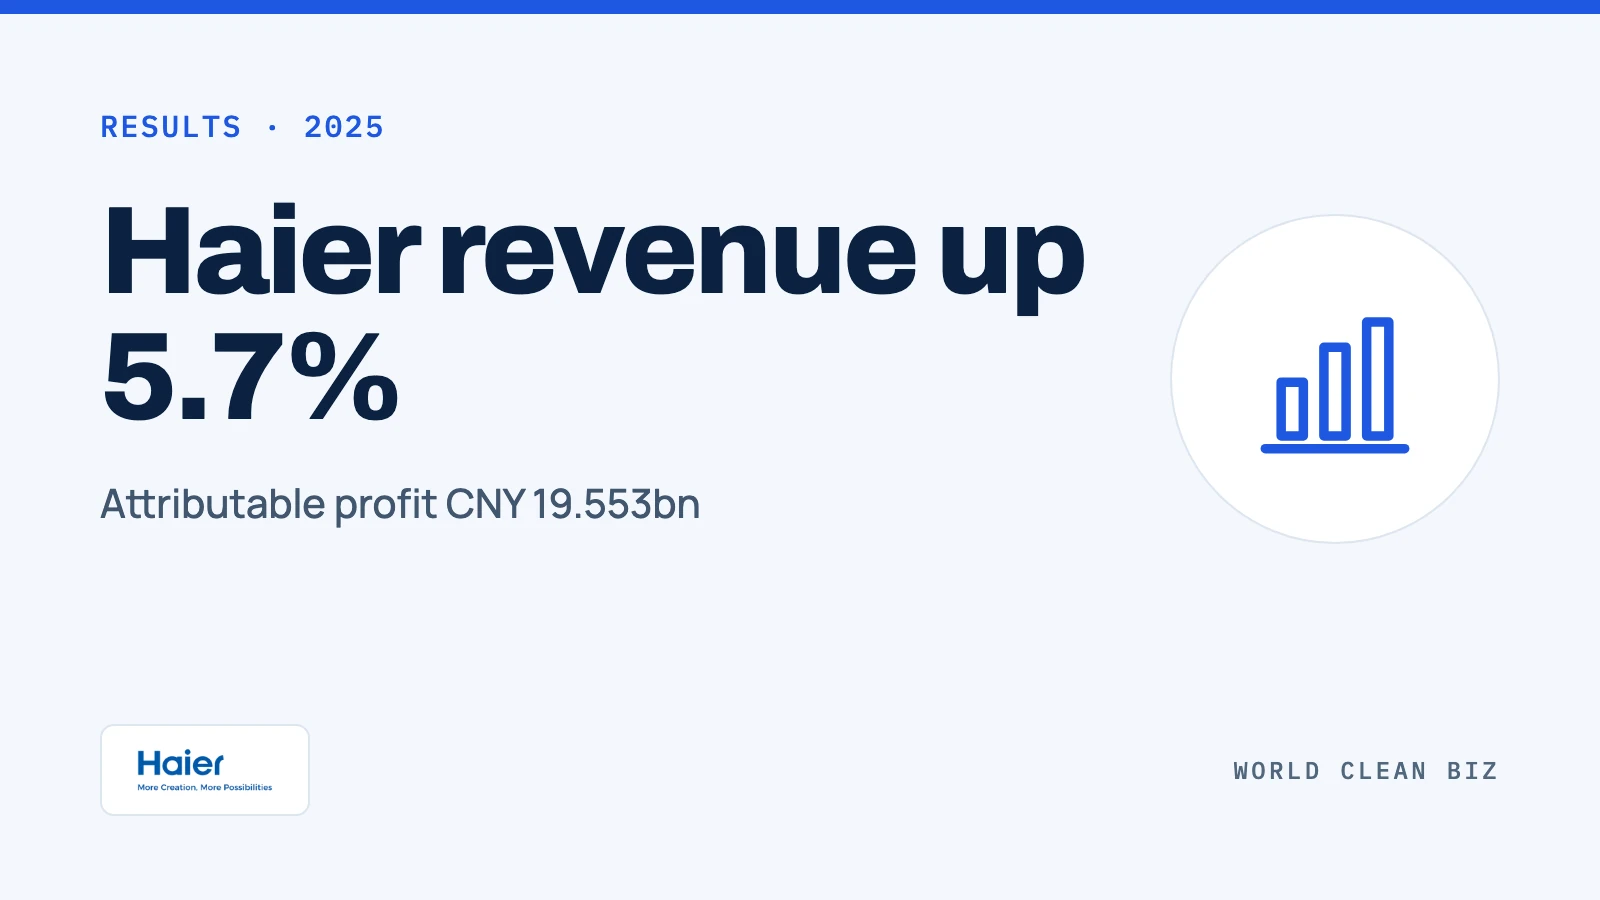 RESULTS · 2025
Haier revenue up
5.7%
Attributable profit CNY 19.553bn
Haier
More Creation, More Possibilities
WORLD CLEAN BIZ